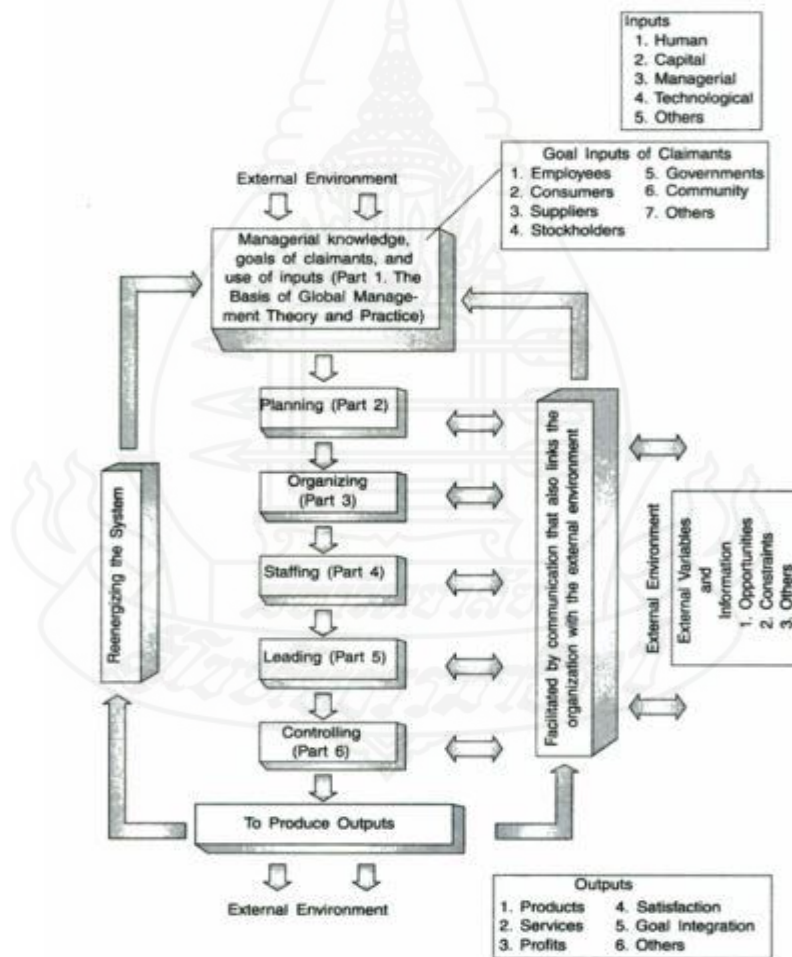 Inputs
1. Human
2. Capital
3. Managerial
4. Technological
5. Others
Goal Inputs of Claimants
1. Employees
2. Consumers
3. Suppliers
4. Stockholders
5. Governments
6. Community
7. Others
External Environment
Managerial knowledge,
goals of claimants, and
use of inputs (Part 1. The
Basis of Global Manage-
ment Theory and Practice)
Planning (Part 2)
Organizing
(Part 3)
Staffing (Part 4)
Leading (Part 5)
Controlling
(Part 6)
To Produce Outputs
External Environment
Reenergizing the System
Facilitated by communication that also links the
organization with the external environment
External Environment
External Variables
and
Information
1. Opportunities
2. Constraints
3. Others
Outputs
1. Products
2. Services
3. Profits
4. Satisfaction
5. Goal Integration
6. Others